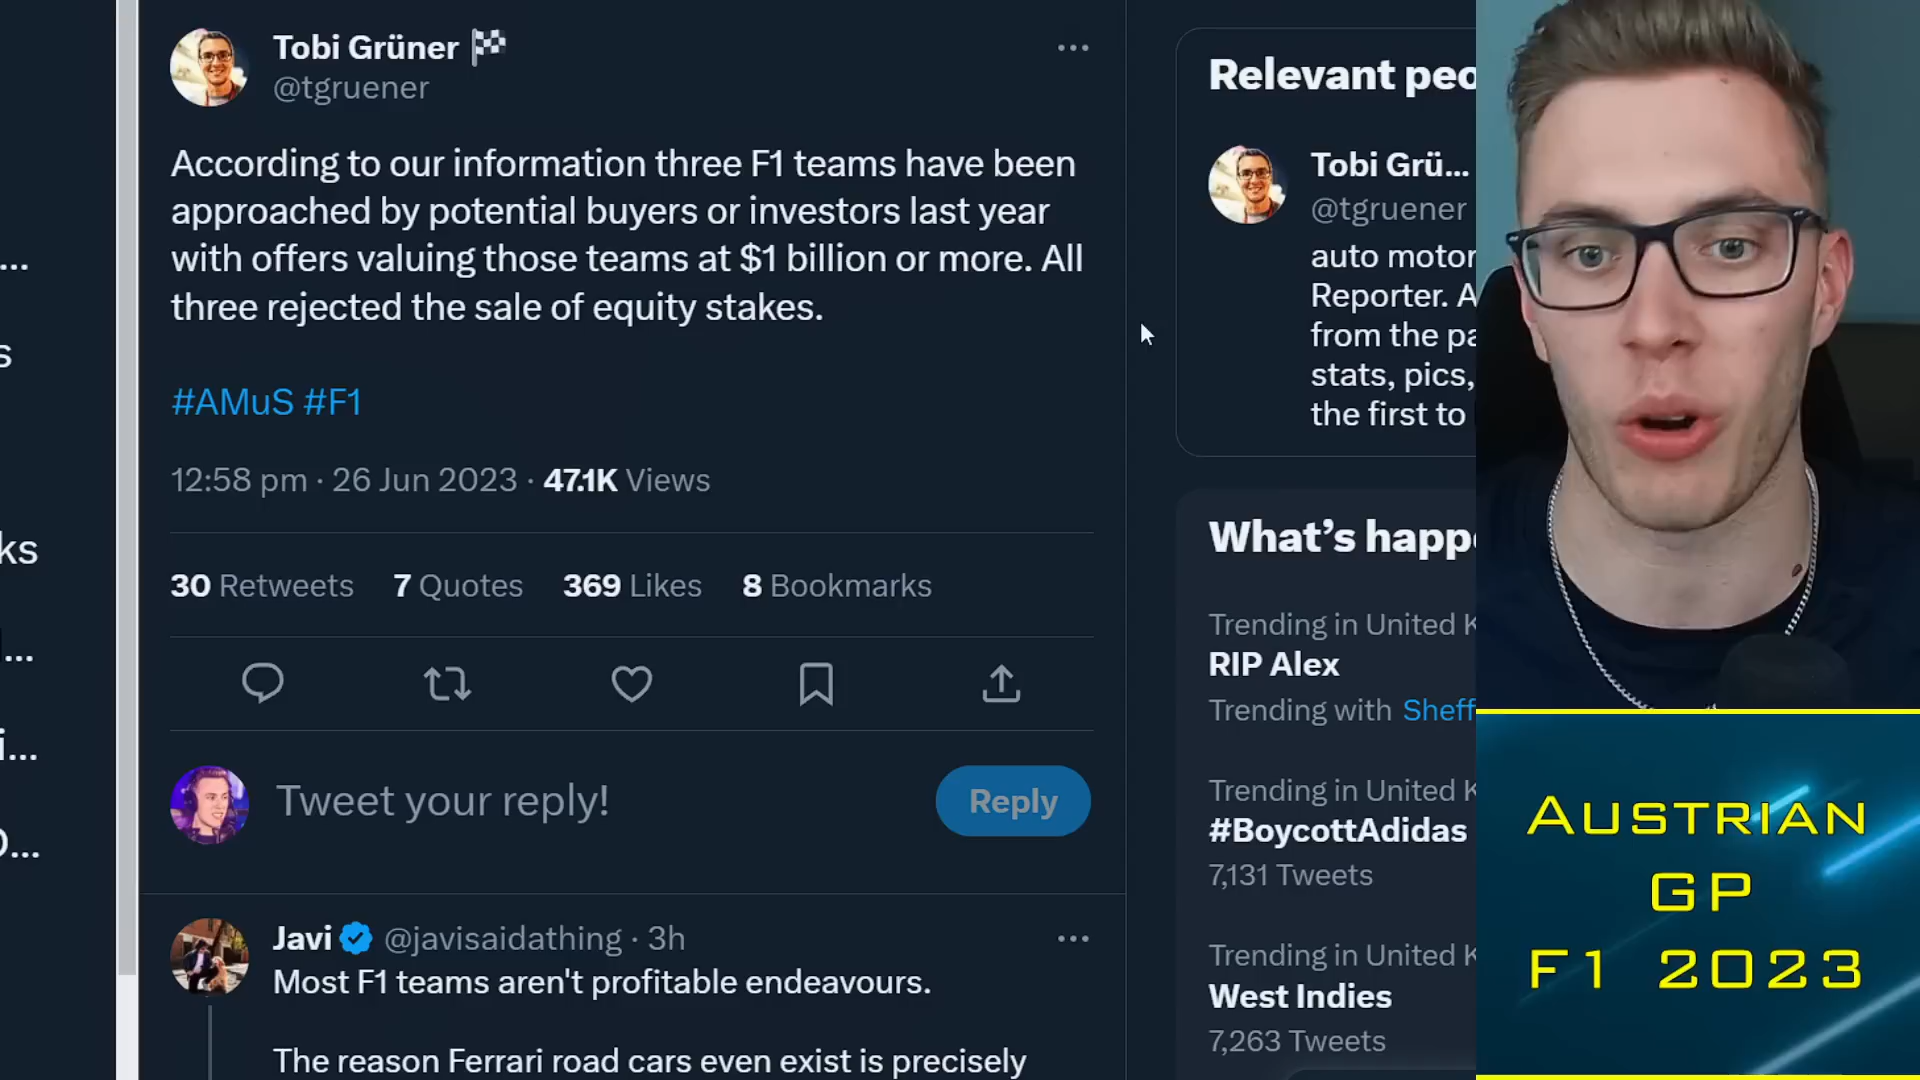 Tobi Grüner
@tgruener
According to our information three F1 teams have been
approached by potential buyers or investors last year
with offers valuing those teams at $1 billion or more. All
three rejected the sale of equity stakes.
#AMuS #F1
12:58 pm · 26 Jun 2023 · 47.1K Views
30 Retweets 7 Quotes 369 Likes 8 Bookmarks
Tweet your reply!
Reply
Javi @javisaidathing · 3h
Most F1 teams aren't profitable endeavours.
The reason Ferrari road cars even exist is precisely
Relevant peo
Tobi Grü...
@tgruener
auto motor
Reporter. A
from the pa
stats, pics,
the first to
What's happe
Trending in United K
RIP Alex
Trending with Sheff
Trending in United K
#BoycottAdidas
7,131 Tweets
Trending in United K
West Indies
7,263 Tweets
...
s
ks
...
i...
...
AUSTRIAN
GP
F1 2023